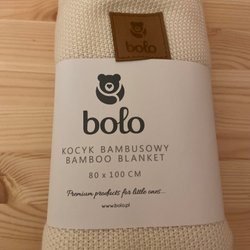 bolo
bolo
KOCYK BAMBUSOWY
BAMBOO BLANKET
80 x 100 CM
Premium products for little ones...
www.bolo.pl